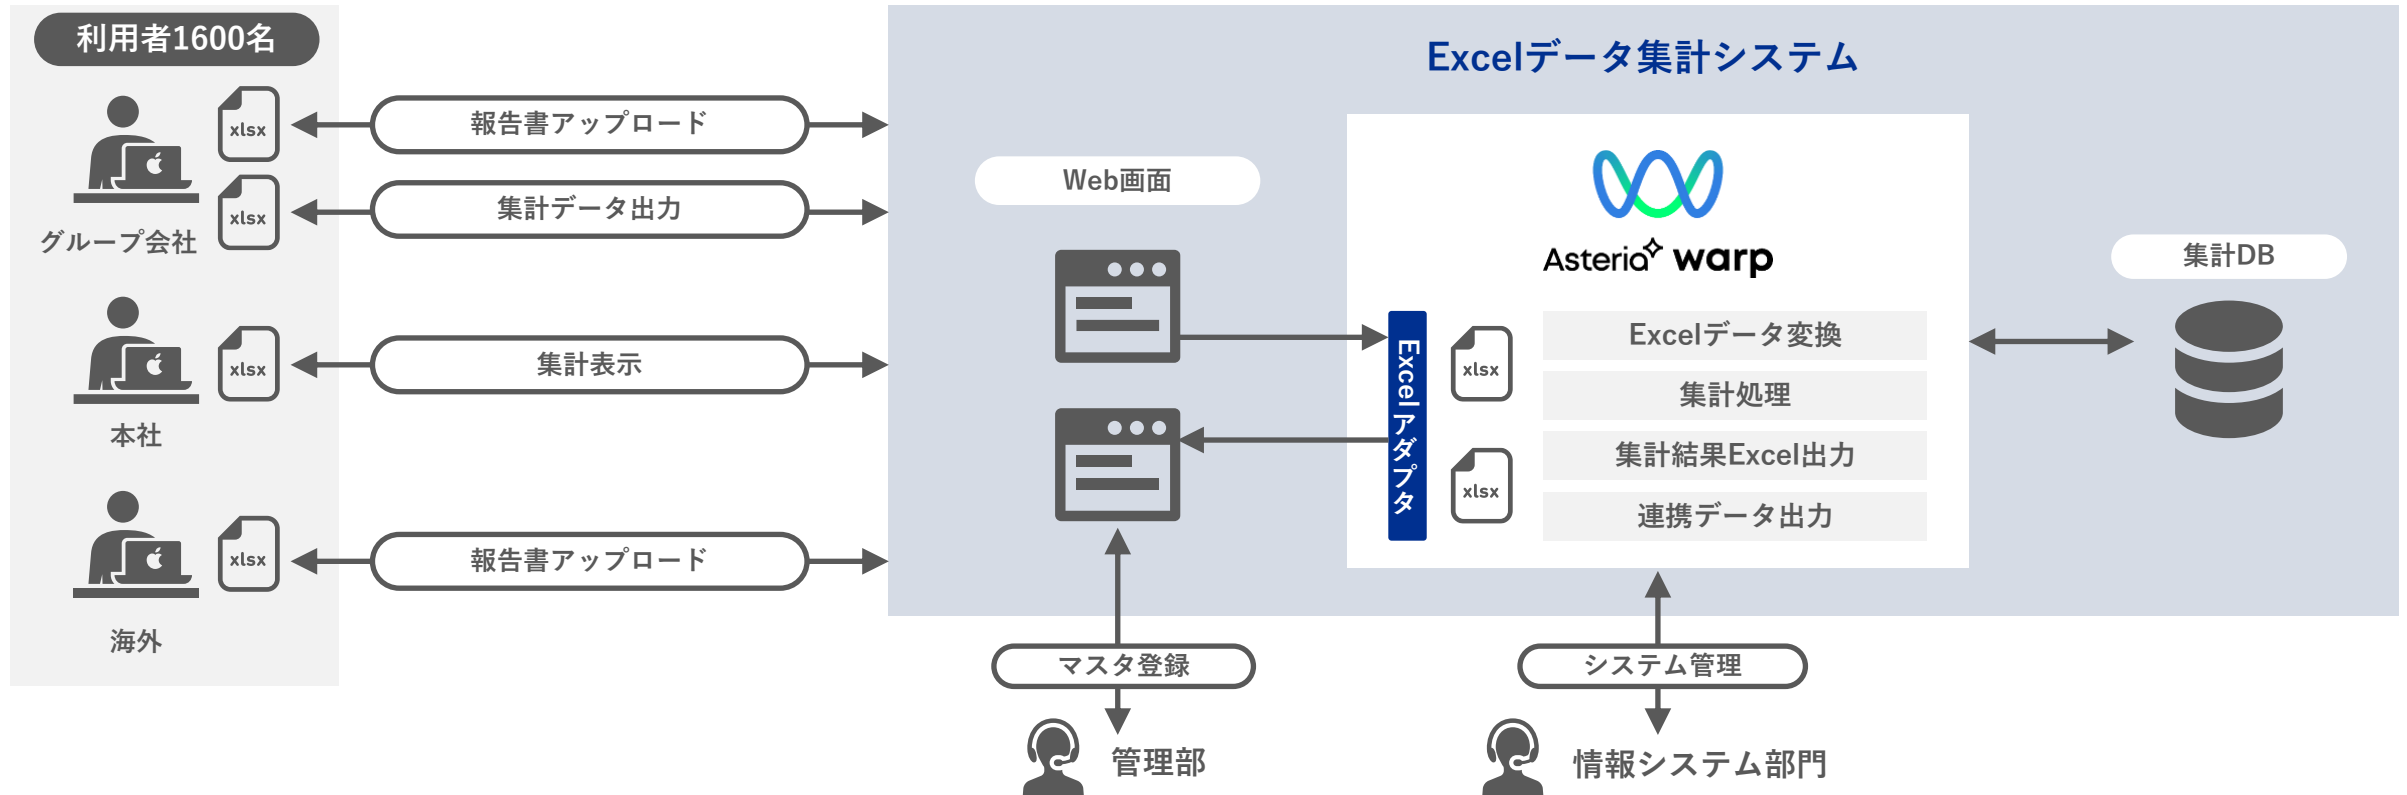 利用者1600名
xlsx
報告書アップロード
xlsx
集計データ出力
グループ会社
xlsx
集計表示
本社
xlsx
報告書アップロード
海外
Excelデータ集計システム
Web画面
Asteria warp
Excelアダプタ
xlsx
xlsx
Excelデータ変換
集計処理
集計結果Excel出力
連携データ出力
集計DB
マスタ登録
管理部
システム管理
情報システム部門